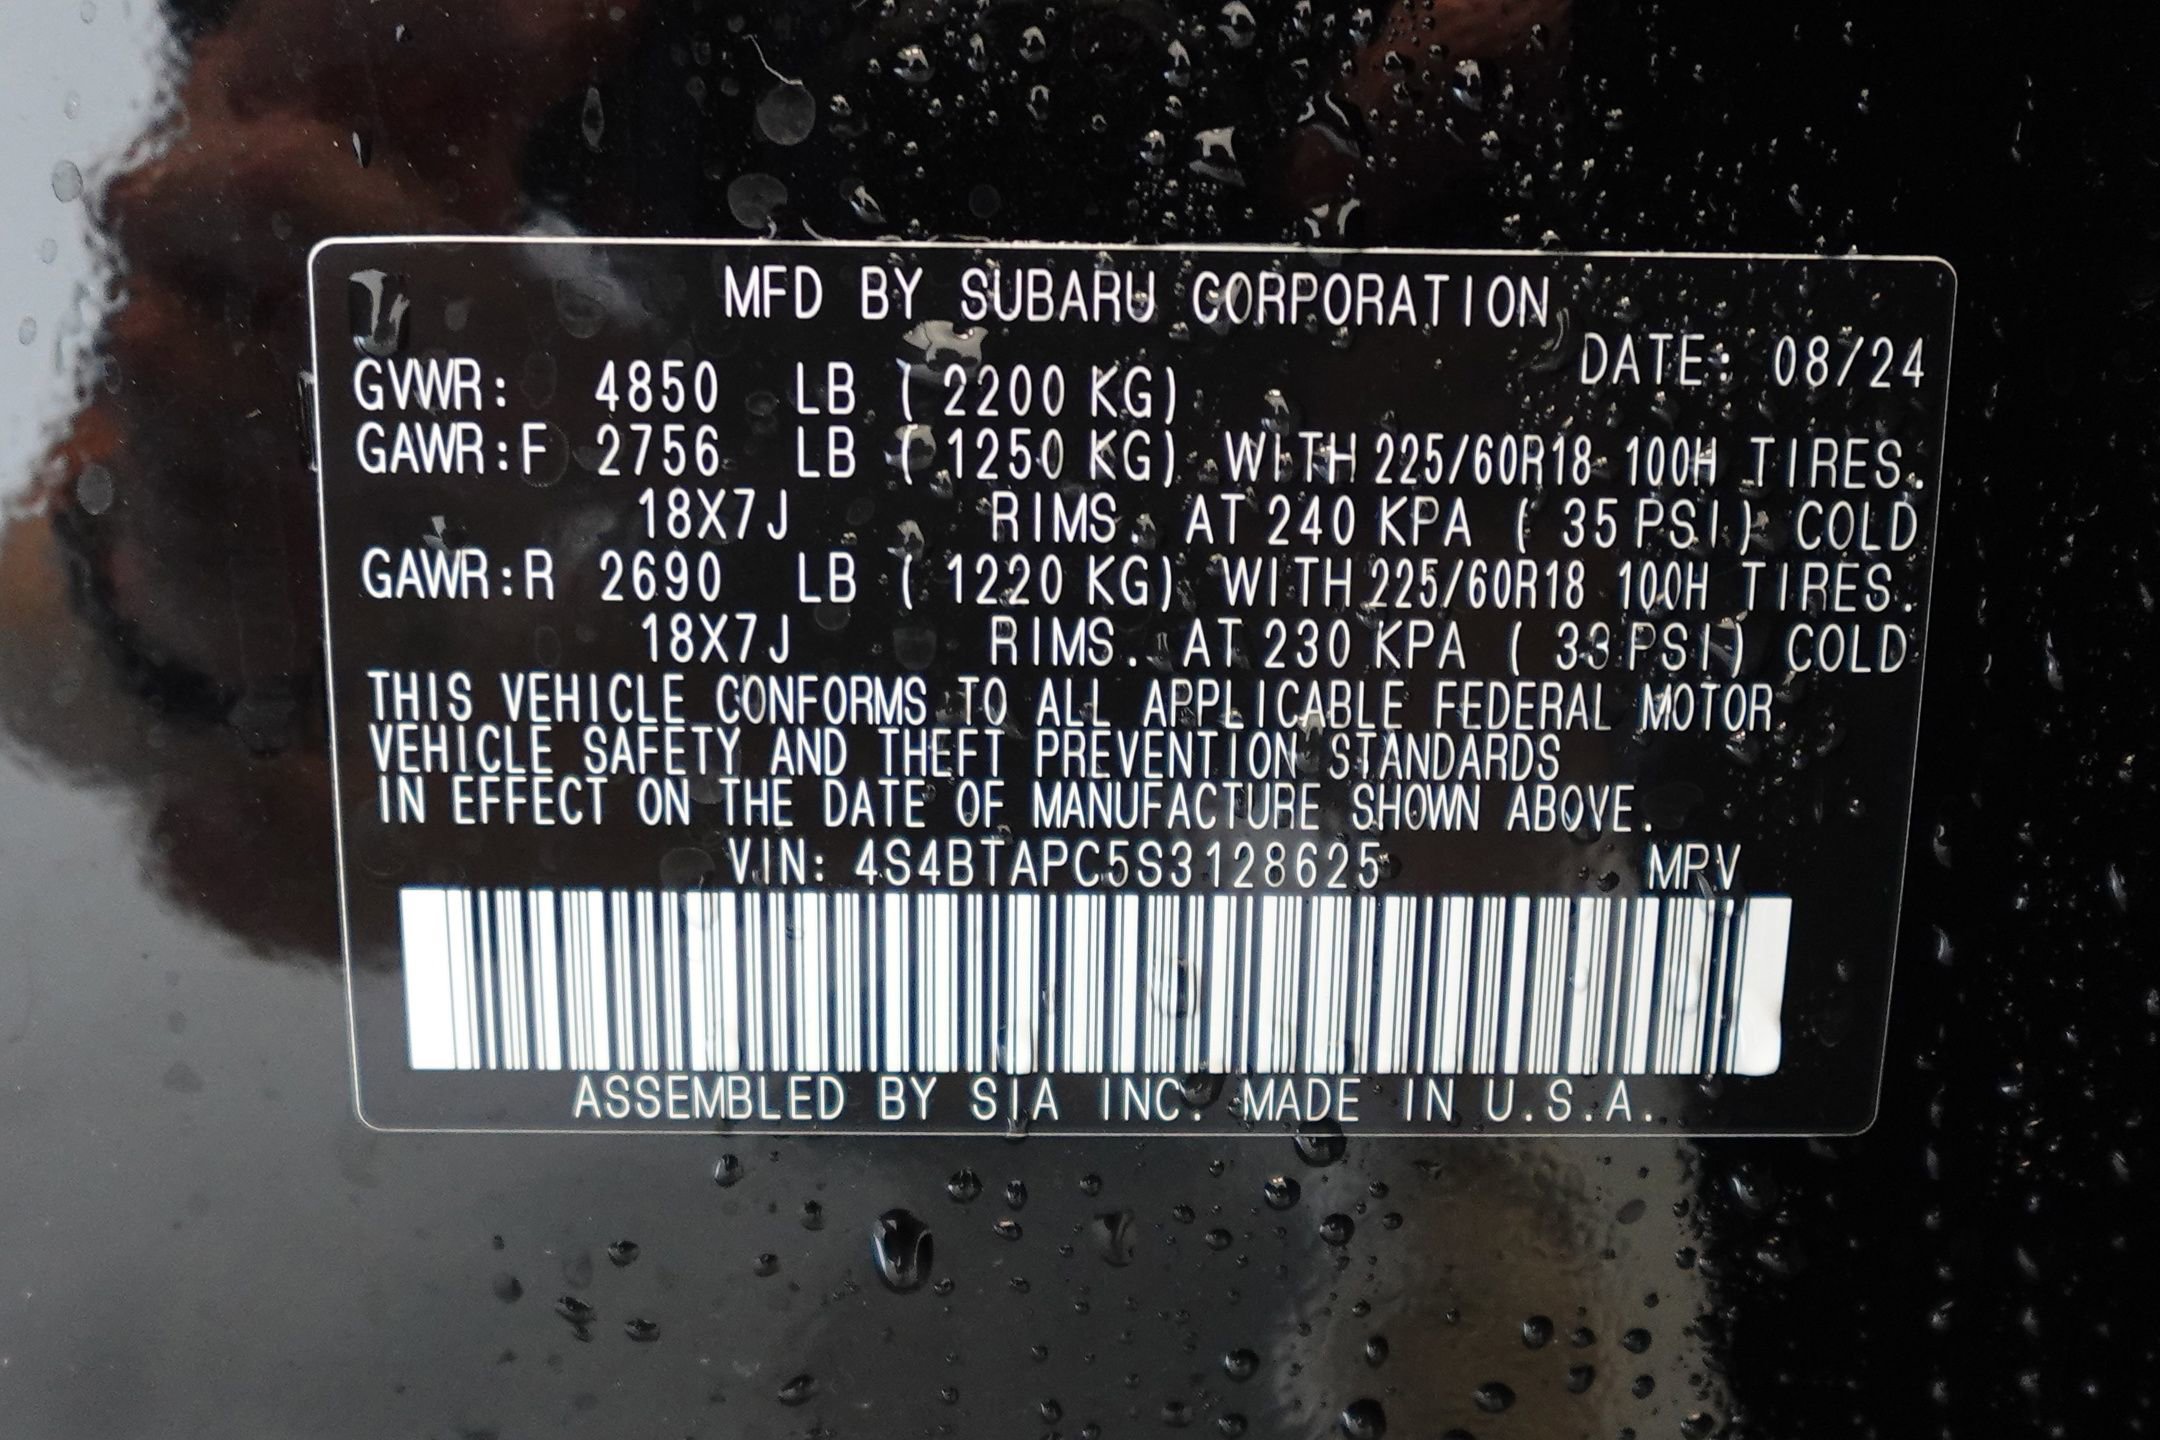 MFD BY SUBARU CORPORATION
DATE: 08/24
GVWR: 4850 LB (2200 KG)
GAWR:F 2756 LB (1250 KG) WITH 225/60R18 100H TIRES.
18X7J RIMS. AT 240 KPA (35 PSI) COLD
GAWR:R 2690 LB (1220 KG) WITH 225/60R18 100H TIRES.
18X7J RIMS. AT 230 KPA (33 PSI) COLD
THIS VEHICLE CONFORMS TO ALL APPLICABLE FEDERAL MOTOR
VEHICLE SAFETY AND THEFT PREVENTION STANDARDS
IN EFFECT ON THE DATE OF MANUFACTURE SHOWN ABOVE.
VIN: 4S4BTAPC5S3128625 MPV
ASSEMBLED BY SIA INC. MADE IN U.S.A.